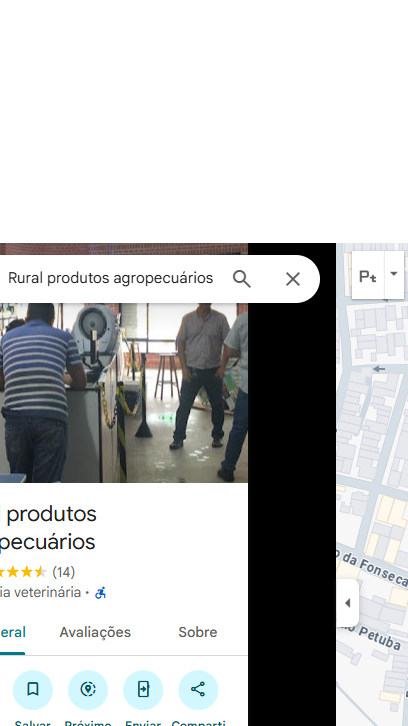 Rural produtos agropecuários
Pt
produtos
pecuários
(14)
ia veterinária ·
eral
Avaliações
Sobre
Salvar
Próximo
Enviar
Comparti
o da Fonseca
ão Petuba